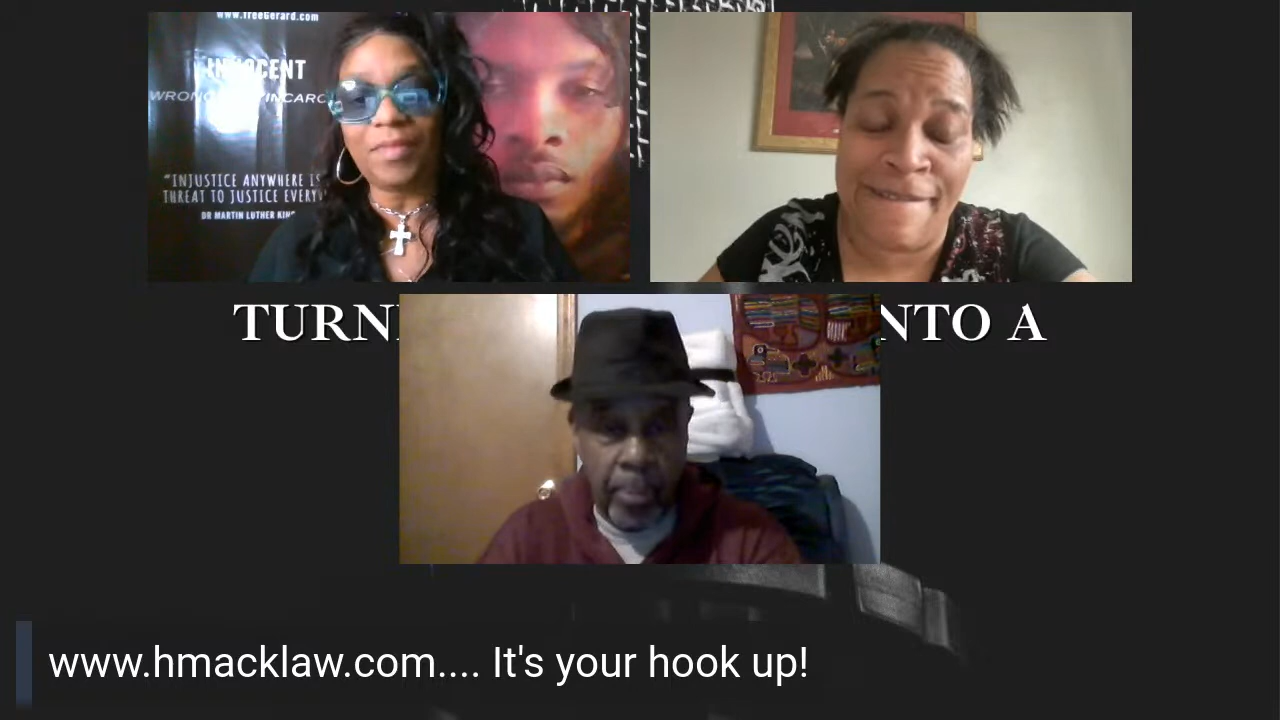 www.freeGerard.com
INNOCENT
"INJUSTICE ANYWHERE IS
THREAT TO JUSTICE EVERY
DR MARTIN LUTHER KING
TURN
NTO A
www.hmacklaw.com.... It's your hook up!